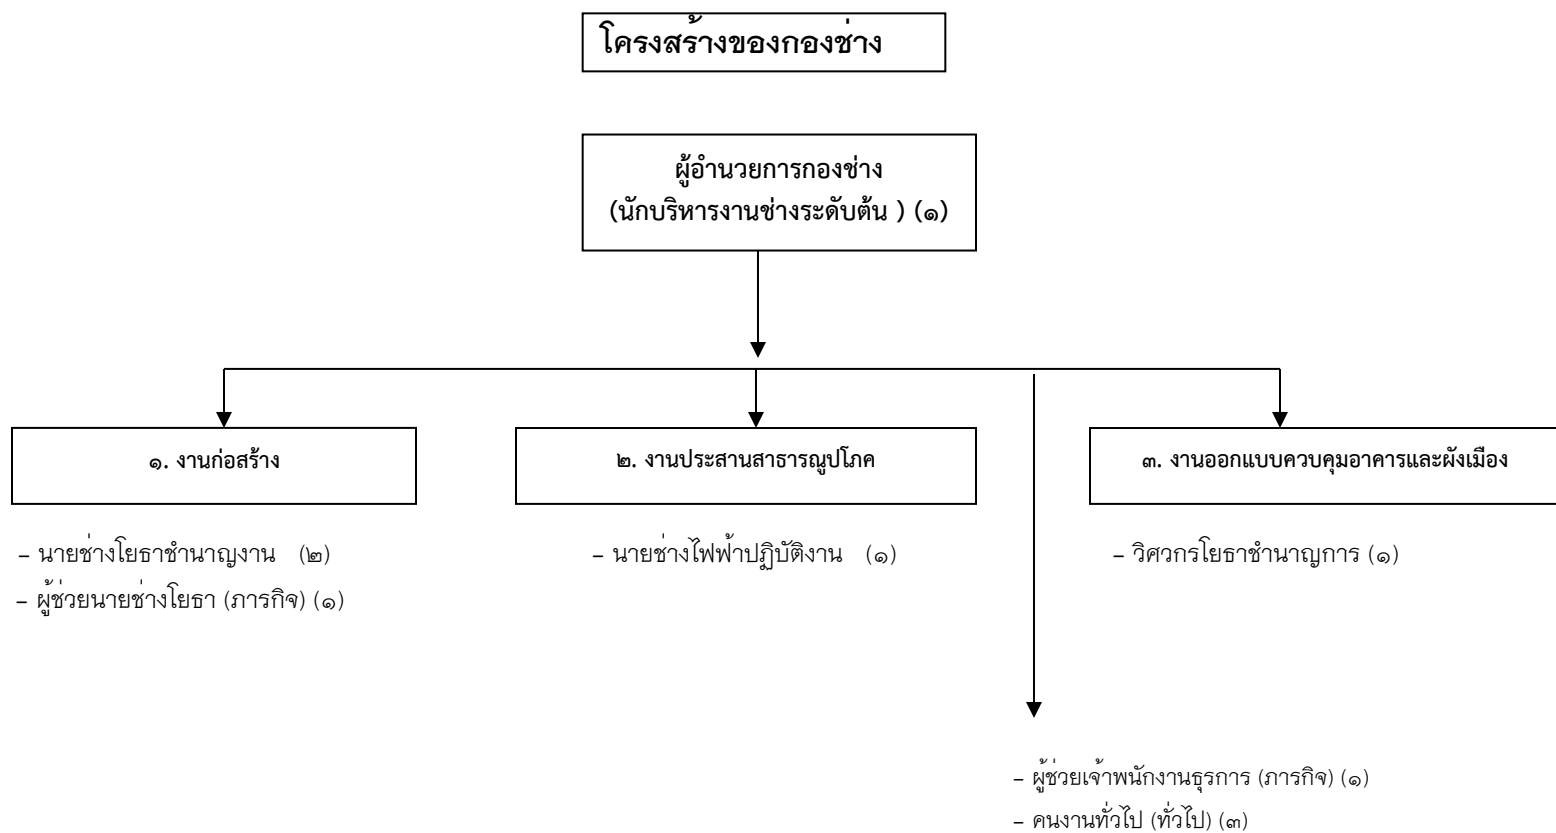 โครงสร้างของกองช่าง
ผู้อำนวยการกองช่าง
(นักบริหารงานช่างระดับต้น ) (๑)
๑. งานก่อสร้าง
๒. งานประสานสาธารณูปโภค
๓. งานออกแบบควบคุมอาคารและผังเมือง
– นายช่างโยธาชำนาญงาน (๒)
– ผู้ช่วยนายช่างโยธา (ภารกิจ) (๑)
– นายช่างไฟฟ้าปฏิบัติงาน (๑)
– วิศวกรโยธาชำนาญการ (๑)
– ผู้ช่วยเจ้าพนักงานธุรการ (ภารกิจ) (๑)
– คนงานทั่วไป (ทั่วไป) (๓)